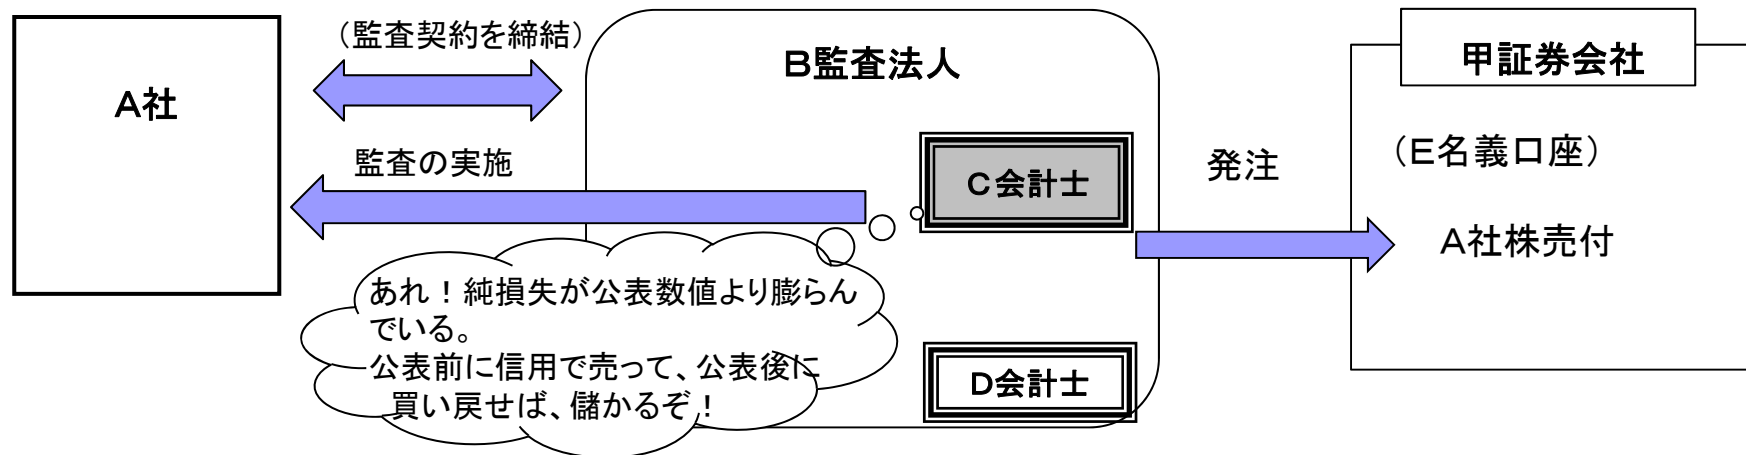 A社
（監査契約を締結）
監査の実施
B監査法人
C会計士
あれ！純損失が公表数値より膨らん
でいる。
公表前に信用で売って、公表後に
買い戻せば、儲かるぞ！
D会計士
発注
甲証券会社
（E名義口座）
A社株売付